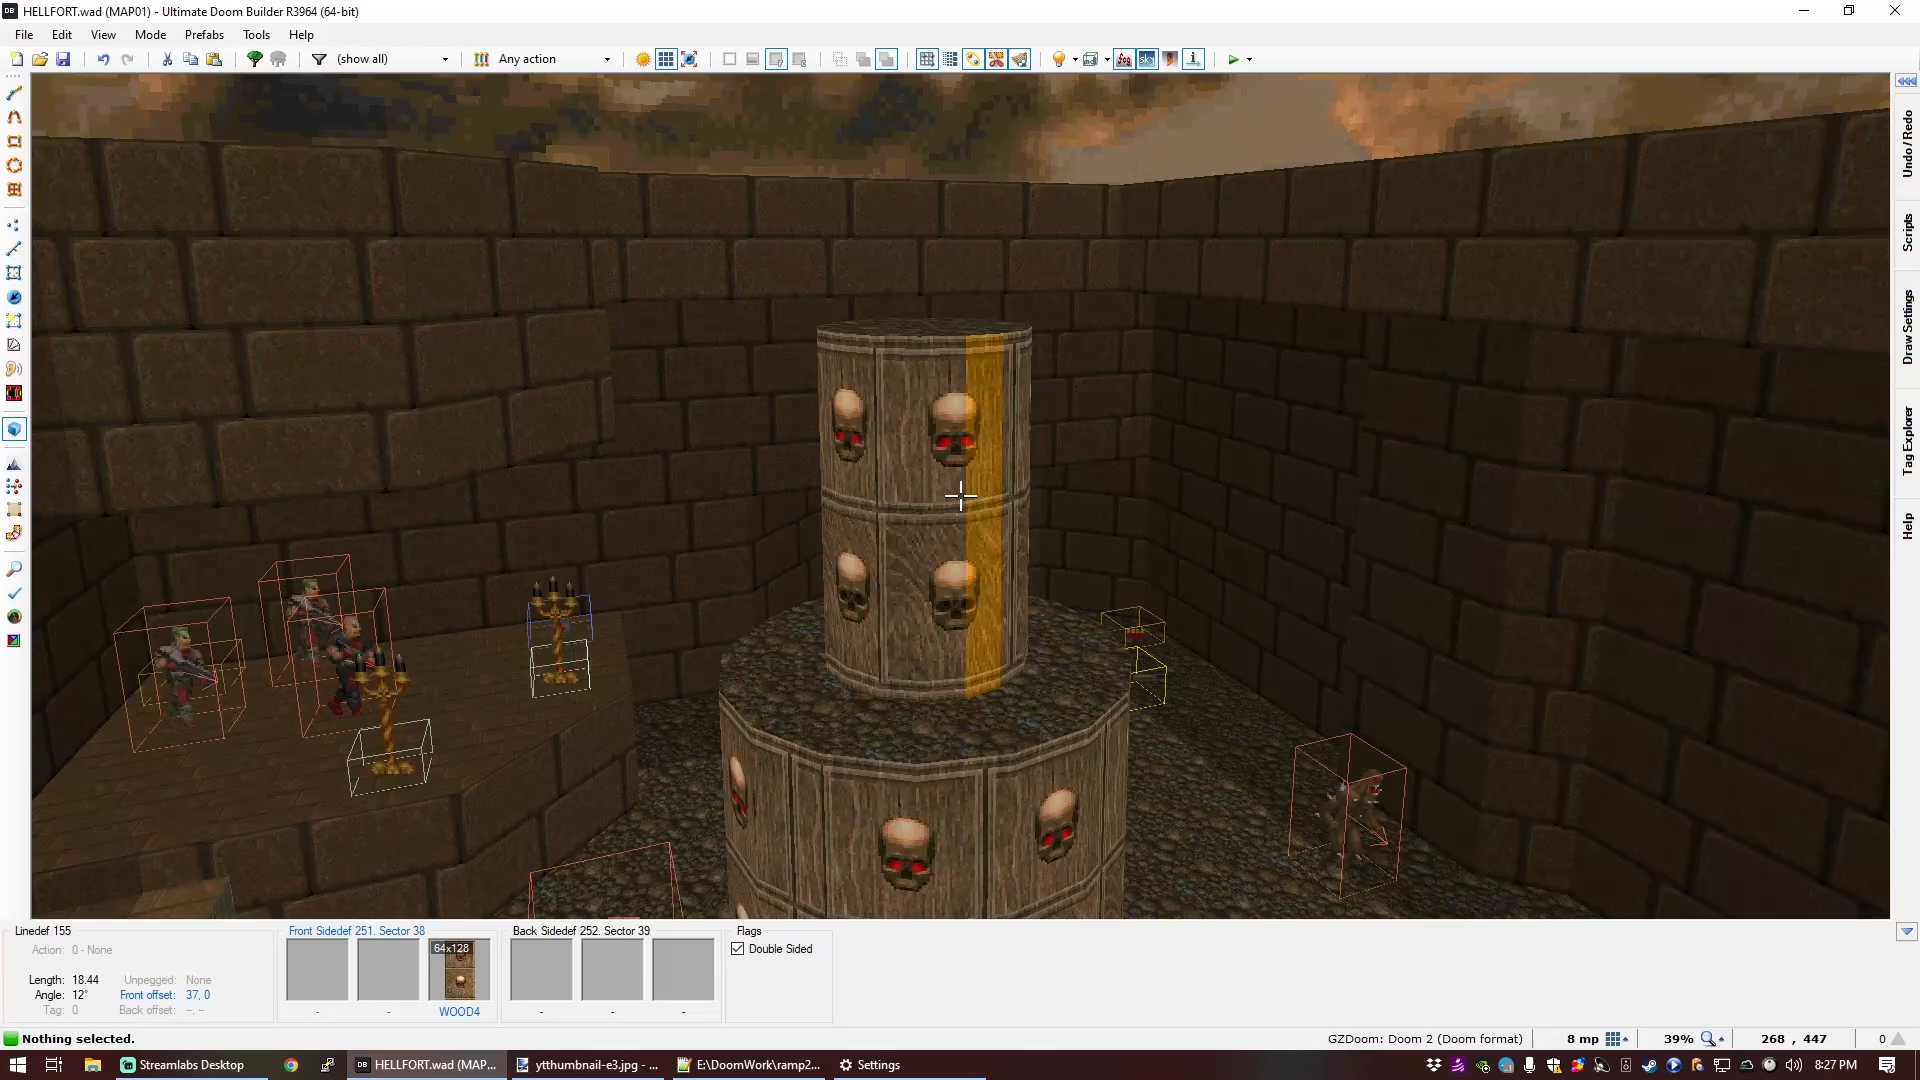 HELLFORT.wad (MAP01) - Ultimate Doom Builder R3964 (64-bit)
File Edit View Mode Prefabs Tools Help
(show all) Any action
Undo / Redo
Scripts
Draw Settings
Tag Explorer
Help
Linedef 155
Action: 0 - None
Length: 18.44 Unpegged: None
Angle: 12° Front offset: 37, 0
Tag: 0 Back offset: --, --
Front Sidedef 251. Sector 38
64x128
- - WOOD4
Back Sidedef 252. Sector 39
- - -
Flags
Double Sided
Nothing selected. GZDoom: Doom 2 (Doom format) 8 mp 39% 268 , 447 0
Streamlabs Desktop HELLFORT.wad (MAP... ytthumbnail-e3.jpg - ... E:\DoomWork\ramp2... Settings 8:27 PM